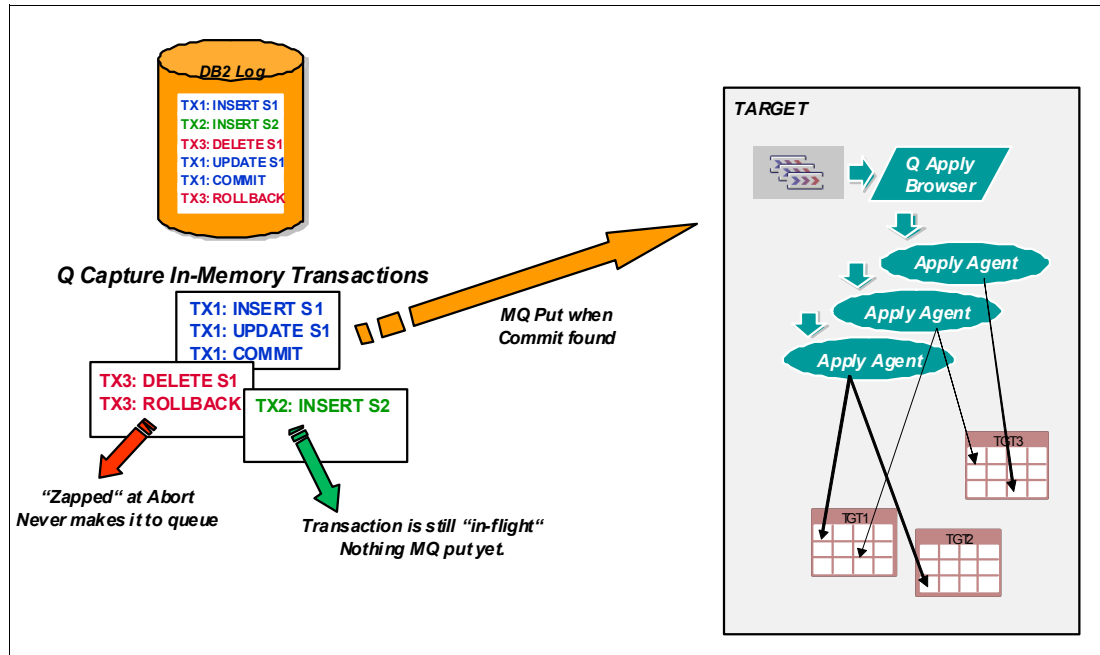 DB2 Log
TX1: INSERT S1
TX2: INSERT S2
TX3: DELETE S1
TX1: UPDATE S1
TX1: COMMIT
TX3: ROLLBACK
Q Capture In-Memory Transactions
TX1: INSERT S1
TX1: UPDATE S1
TX1: COMMIT
TX3: DELETE S1
TX3: ROLLBACK
TX2: INSERT S2
“Zapped“ at Abort
Never makes it to queue
Transaction is still “in-flight“
Nothing MQ put yet.
MQ Put when
Commit found
TARGET
Q Apply
Browser
Apply Agent
Apply Agent
Apply Agent
TGT3
TGT1
TGT2